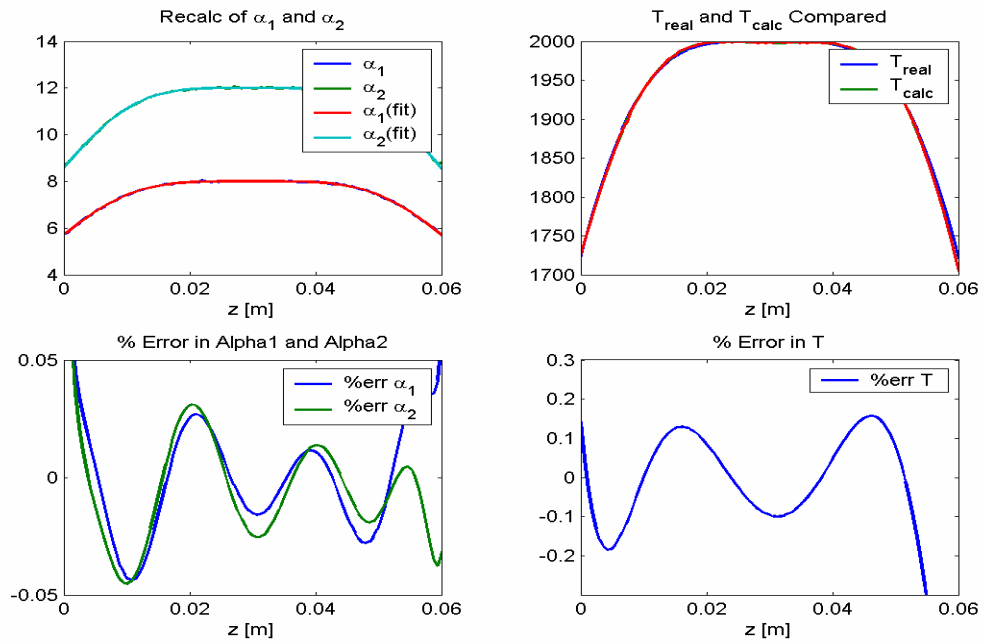 Recalc of α₁ and α₂
14
12
10
8
6
4
α₁
α₂
α₁(fit)
α₂(fit)
0 0.02 0.04 0.06
z [m]
T_real and T_calc Compared
2000
1950
1900
1850
1800
1750
1700
T_real
T_calc
0 0.02 0.04 0.06
z [m]
% Error in Alpha1 and Alpha2
0.05
0
-0.05
%err α₁
%err α₂
0 0.02 0.04 0.06
z [m]
% Error in T
0.3
0.2
0.1
0
-0.1
-0.2
%err T
0 0.02 0.04 0.06
z [m]